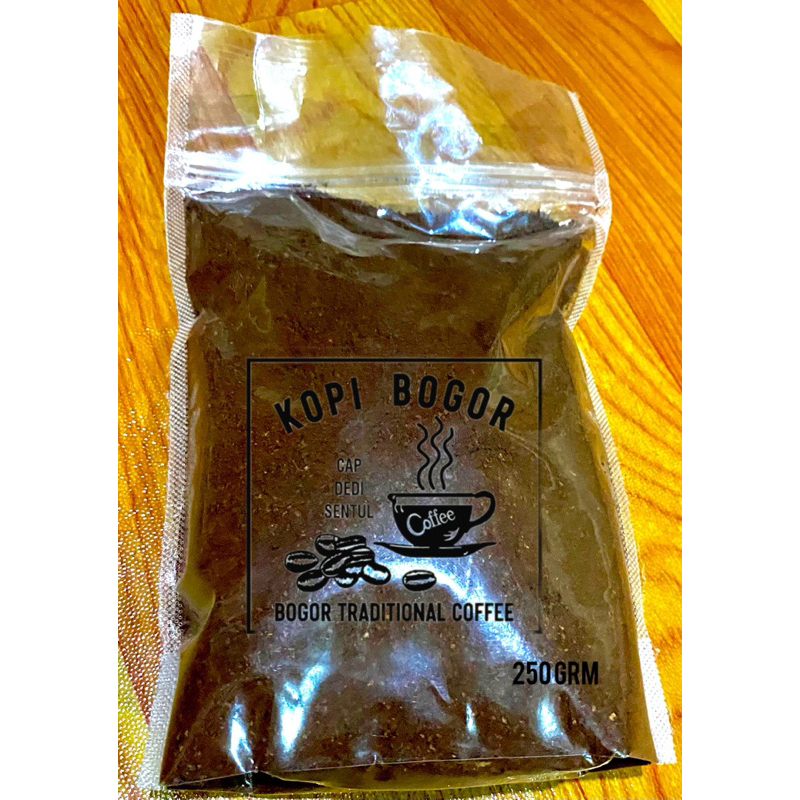 KOPI BOGOR
CAP
DEDI
SENTUL
Coffee
BOGOR TRADITIONAL COFFEE
250GRM